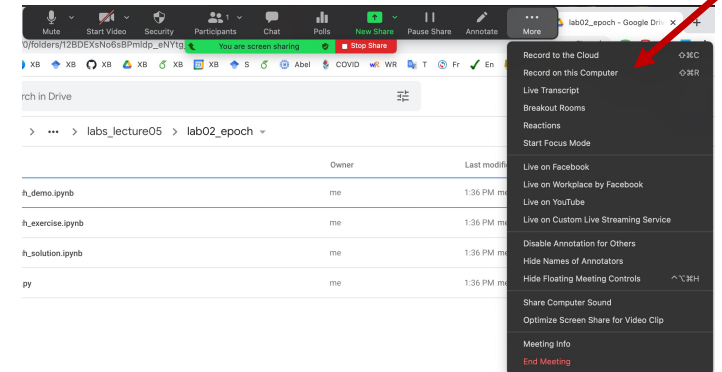 1
Mute Start Video Security Participants Chat Polls New Share Pause Share Annotate More
lab02_epoch - Google Driv
0/folders/12BDEXsNo6sBPmldp_eNYtg
You are screen sharing Stop Share
XB XB XB XB XB XB S Abel COVID wR WR T Fr En
rch in Drive
labs_lecture05 > lab02_epoch
Owner Last modifi
h_demo.ipynb me 1:36 PM me
h_exercise.ipynb me 1:36 PM me
h_solution.ipynb me 1:36 PM me
py me 1:36 PM me
Record to the Cloud ⇧⌘C
Record on this Computer ⇧⌘R
Live Transcript
Breakout Rooms
Reactions
Start Focus Mode
Live on Facebook
Live on Workplace by Facebook
Live on YouTube
Live on Custom Live Streaming Service
Disable Annotation for Others
Hide Names of Annotators
Hide Floating Meeting Controls ^⌥⌘H
Share Computer Sound
Optimize Screen Share for Video Clip
Meeting Info
End Meeting